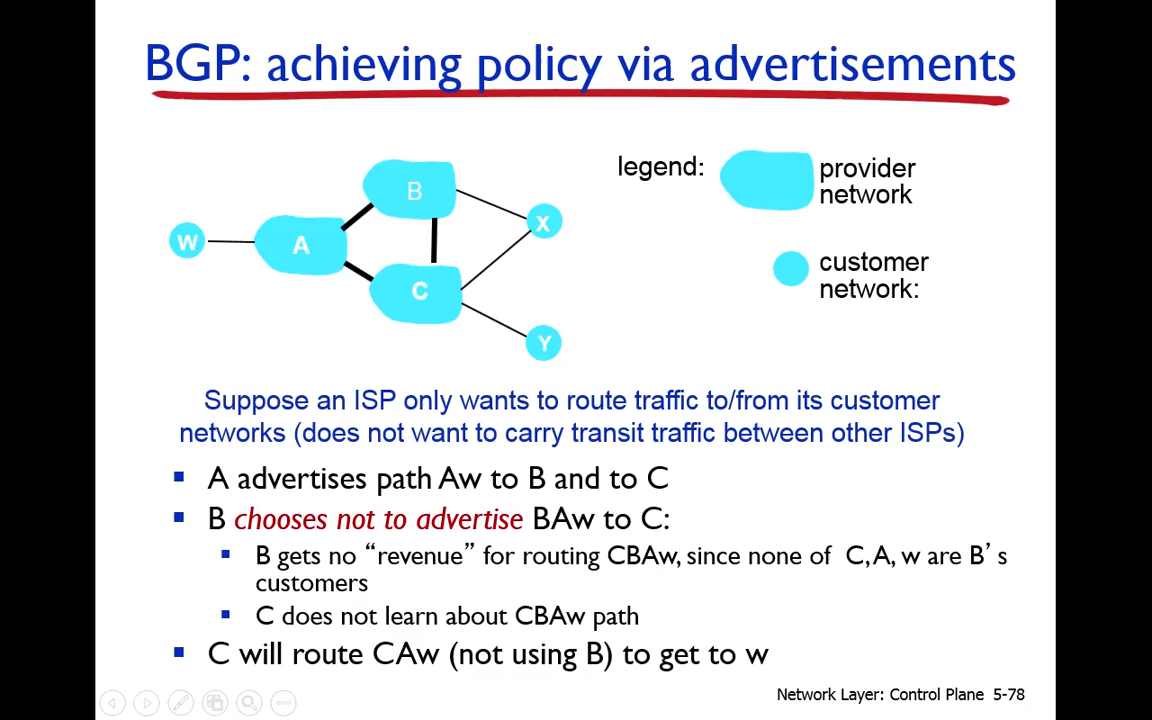 BGP: achieving policy via advertisements
legend:
provider
network
customer
network:
W
A
B
C
X
Y
Suppose an ISP only wants to route traffic to/from its customer
networks (does not want to carry transit traffic between other ISPs)
A advertises path Aw to B and to C
B chooses not to advertise BAw to C:
B gets no “revenue” for routing CBAw, since none of C, A, w are B’s
customers
C does not learn about CBAw path
C will route CAw (not using B) to get to w
Network Layer: Control Plane 5-78